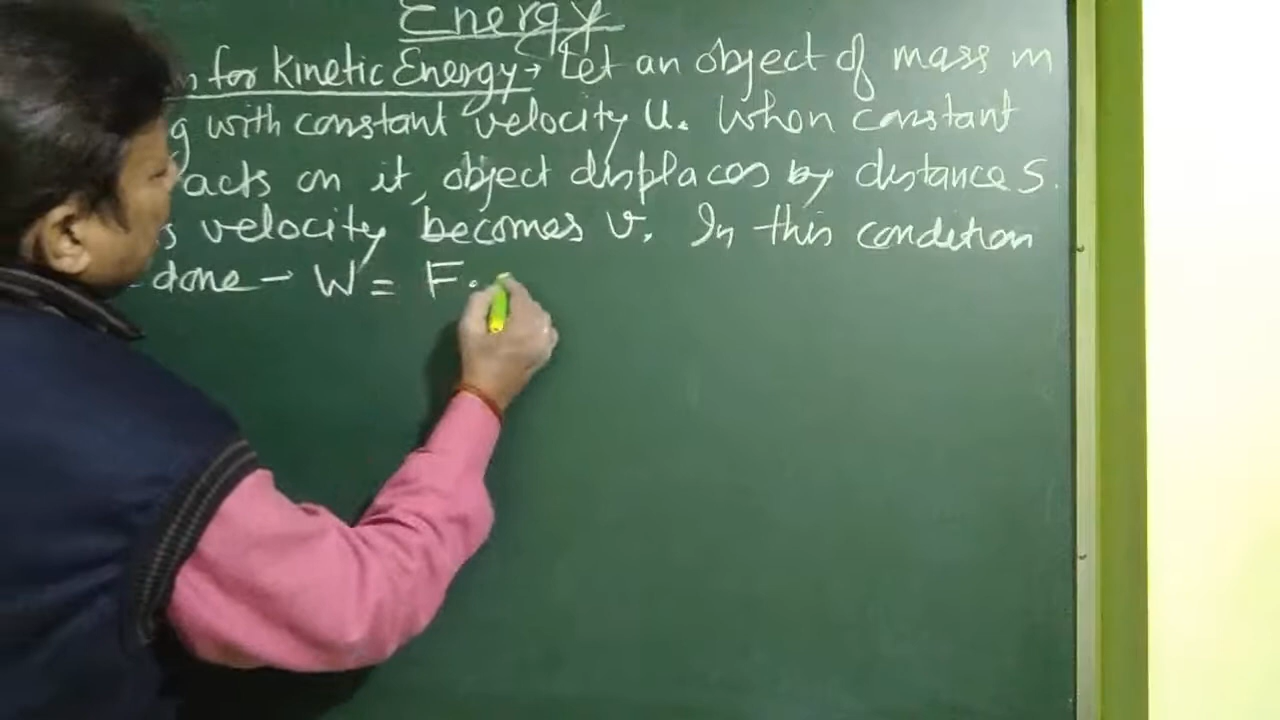 Energy
for Kinetic Energy → Let an object of mass m
g with constant velocity u. When constant
acts on it, object displaces by distance s.
s velocity becomes v. In this condition
done → W = F.